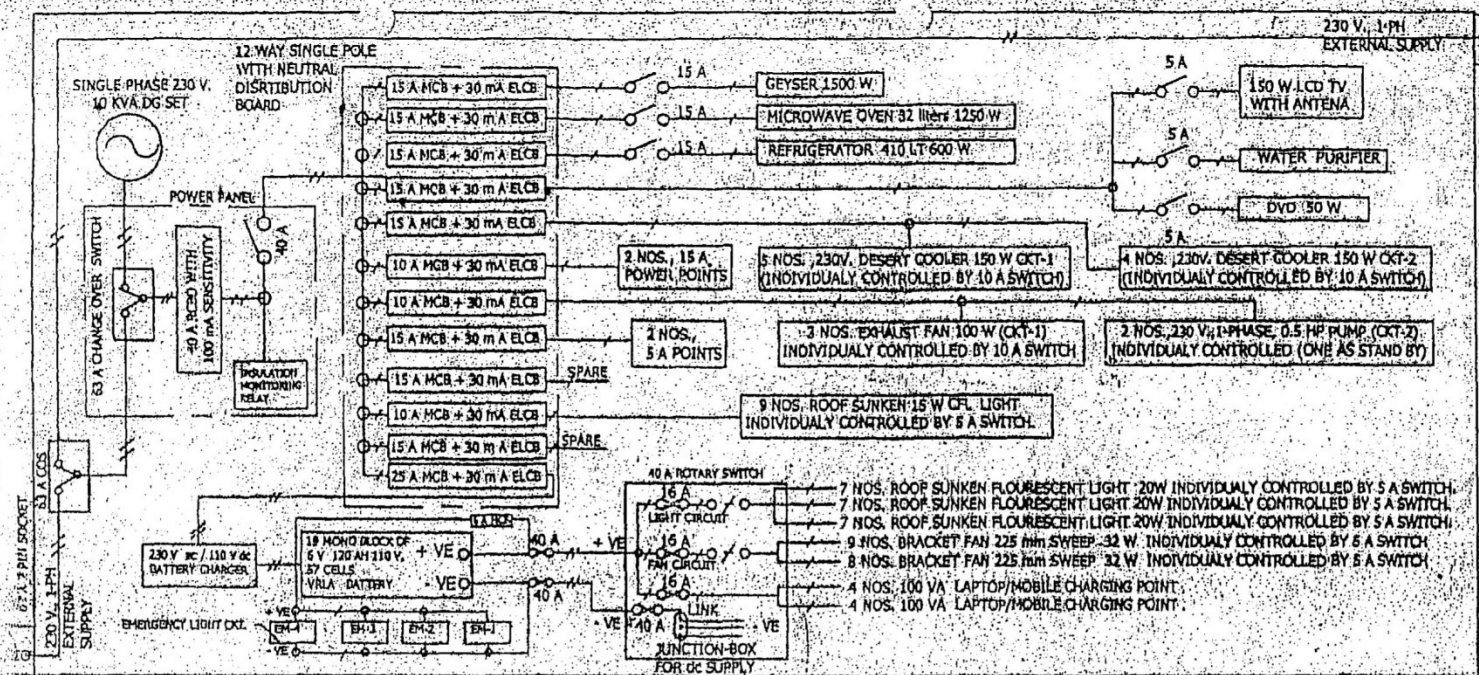 230 V., 1-PH
EXTERNAL SUPPLY
12 WAY SINGLE POLE
WITH NEUTRAL
DISRTIBUTION
BOARD
SINGLE PHASE 230 V.
10 KVA DG SET
POWER PANEL
63 A CHANGE OVER SWITCH
40 A RCBO WITH
100 mA SENSITIVITY
40 A
INSULATION
MONITORING
RELAY
15 A MCB + 30 mA ELCB
15 A MCB + 30 m A ELCB
15 A MCB + 30 m A ELCB
15 A MCB + 30 m A ELCB
15 A MCB + 30 m A ELCB
10 A MCB + 30 m A ELCB
10 A MCB + 30 m A ELCB
15 A MCB + 30 m A ELCB
15 A MCB + 30 m A ELCB
10 A MCB + 30 m A ELCB
15 A MCB + 30 m A ELCB
25 A MCB + 30 m A ELCB
15 A
GEYSER 1500 W
15 A
MICROWAVE OVEN 32 liters 1250 W
15 A
REFRIGERATOR 410 LT 600 W
5 A
150 W LCD TV
WITH ANTENA
5 A
WATER PURIFIER
DVD 50 W
5 A
2 NOS., 15 A
POWER POINTS
5 NOS. ,230V. DESERT COOLER 150 W CKT-1
(INDIVIDUALY CONTROLLED BY 10 A SWITCH)
4 NOS. ,230V. DESERT COOLER 150 W CKT-2
(INDIVIDUALY CONTROLLED BY 10 A SWITCH)
2 NOS.,
5 A POINTS
3 NOS. EXHAUST FAN 100 W (CKT-1)
INDIVIDUALY CONTROLLED BY 10 A SWITCH
2 NOS.,230 V.,1-PHASE, 0.5 HP PUMP (CKT-2)
INDIVIDUALY CONTROLLED (ONE AS STAND BY)
SPARE
9 NOS. ROOF SUNKEN 15 W CFL LIGHT
INDIVIDUALY CONTROLLED BY 5 A SWITCH.
SPARE
63 A COS
2 PIN SOCKET
230 V. 1-PH
EXTERNAL
SUPPLY
230 V ac / 110 V dc
BATTERY CHARGER
19 MONO BLOCK OF
6 V 120 AH 110 V.
57 CELLS
VRLA BATTERY
+ VE
- VE
40 A
40 A
+ VE
- VE
EMERGENCY LIGHT CKT.
+ VE
- VE
EM-4
EM-3
EM-2
EM-1
40 A ROTARY SWITCH
16 A
LIGHT CIRCUIT
16 A
FAN CIRCUIT
16 A
LINK
40 A
- VE
JUNCTION-BOX
FOR dc SUPPLY
7 NOS. ROOF SUNKEN FLOURESCENT LIGHT 20W INDIVIDUALY CONTROLLED BY 5 A SWITCH.
7 NOS. ROOF SUNKEN FLOURESCENT LIGHT 20W INDIVIDUALY CONTROLLED BY 5 A SWITCH.
7 NOS. ROOF SUNKEN FLOURESCENT LIGHT 20W INDIVIDUALY CONTROLLED BY 5 A SWITCH.
9 NOS. BRACKET FAN 225 mm SWEEP 32 W INDIVIDUALY CONTROLLED BY 5 A SWITCH
8 NOS. BRACKET FAN 225 mm SWEEP 32 W INDIVIDUALY CONTROLLED BY 5 A SWITCH
4 NOS. 100 VA LAPTOP/MOBILE CHARGING POINT
4 NOS. 100 VA LAPTOP/MOBILE CHARGING POINT.